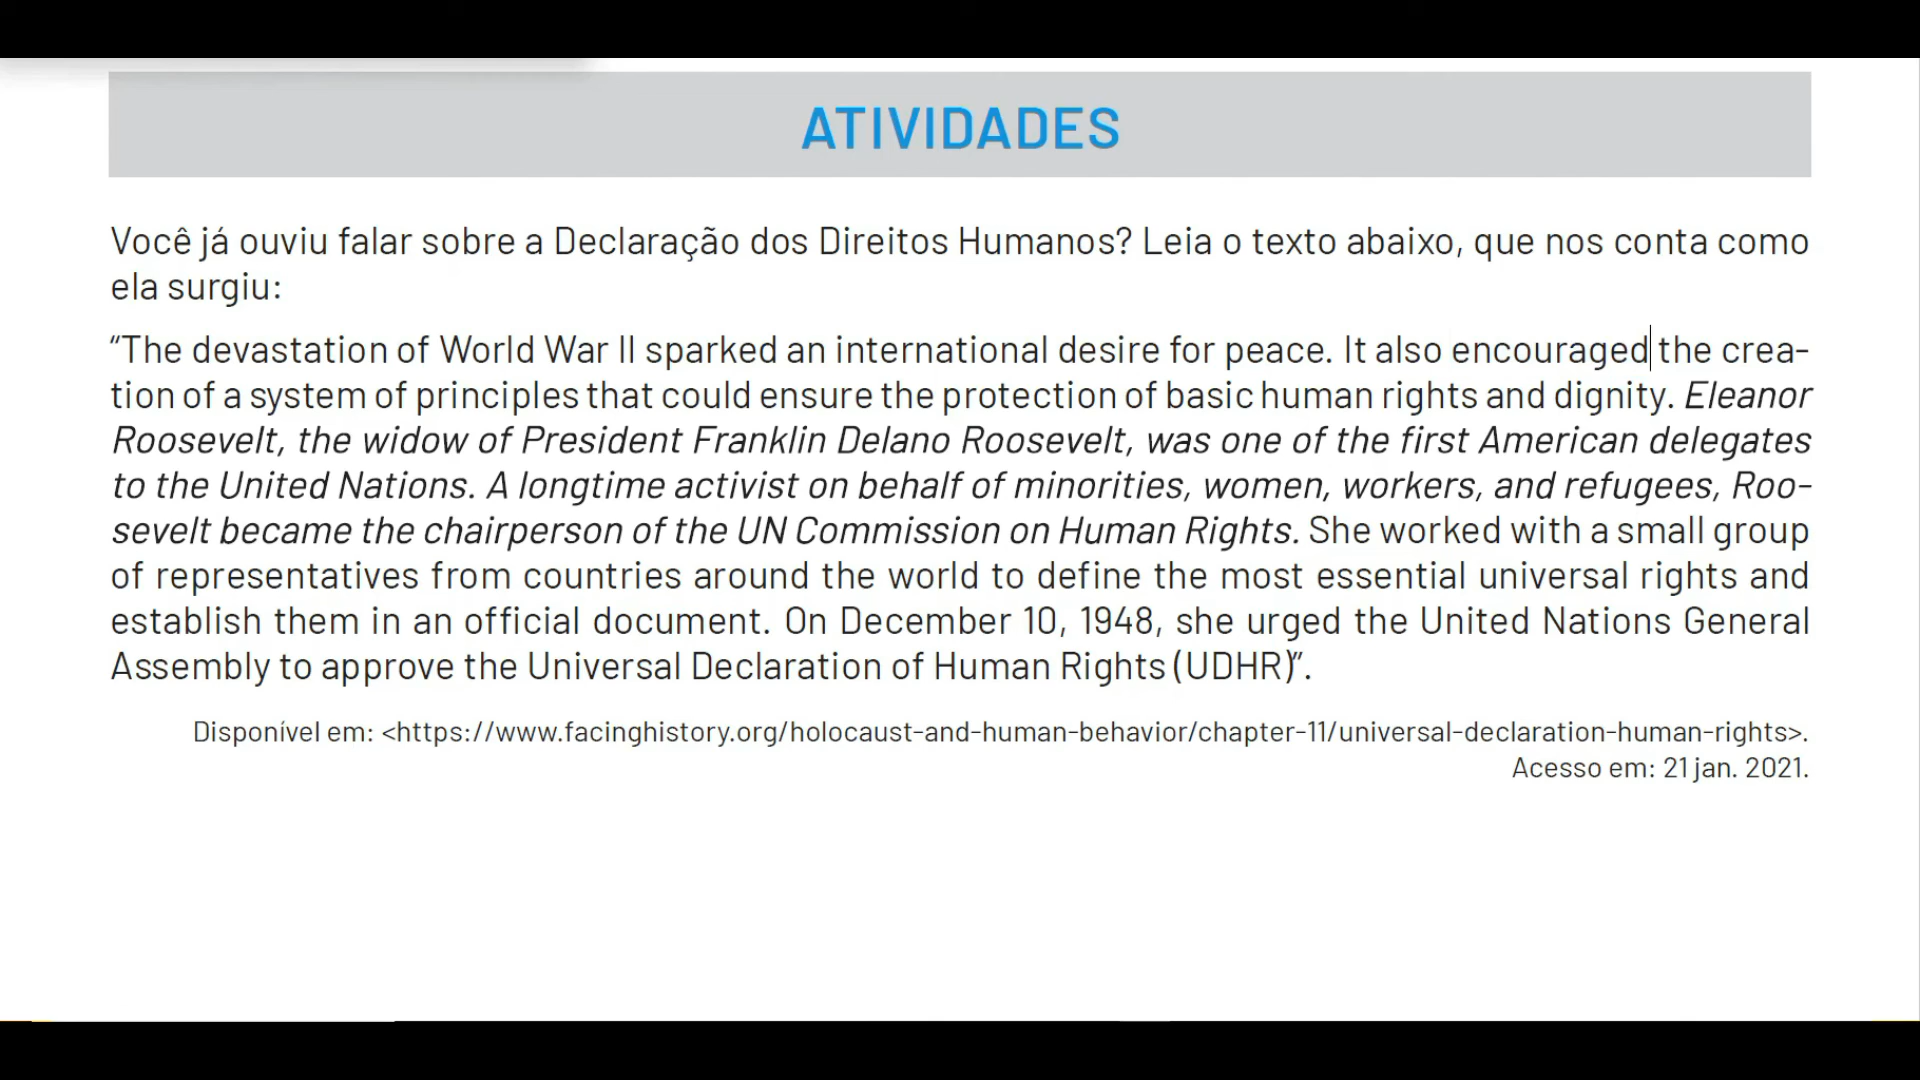 ATIVIDADES
Você já ouviu falar sobre a Declaração dos Direitos Humanos? Leia o texto abaixo, que nos conta como
ela surgiu:
“The devastation of World War II sparked an international desire for peace. It also encouraged the crea-
tion of a system of principles that could ensure the protection of basic human rights and dignity. Eleanor
Roosevelt, the widow of President Franklin Delano Roosevelt, was one of the first American delegates
to the United Nations. A longtime activist on behalf of minorities, women, workers, and refugees, Roo-
sevelt became the chairperson of the UN Commission on Human Rights. She worked with a small group
of representatives from countries around the world to define the most essential universal rights and
establish them in an official document. On December 10, 1948, she urged the United Nations General
Assembly to approve the Universal Declaration of Human Rights (UDHR)”.
Disponível em: <https://www.facinghistory.org/holocaust-and-human-behavior/chapter-11/universal-declaration-human-rights>.
Acesso em: 21 jan. 2021.